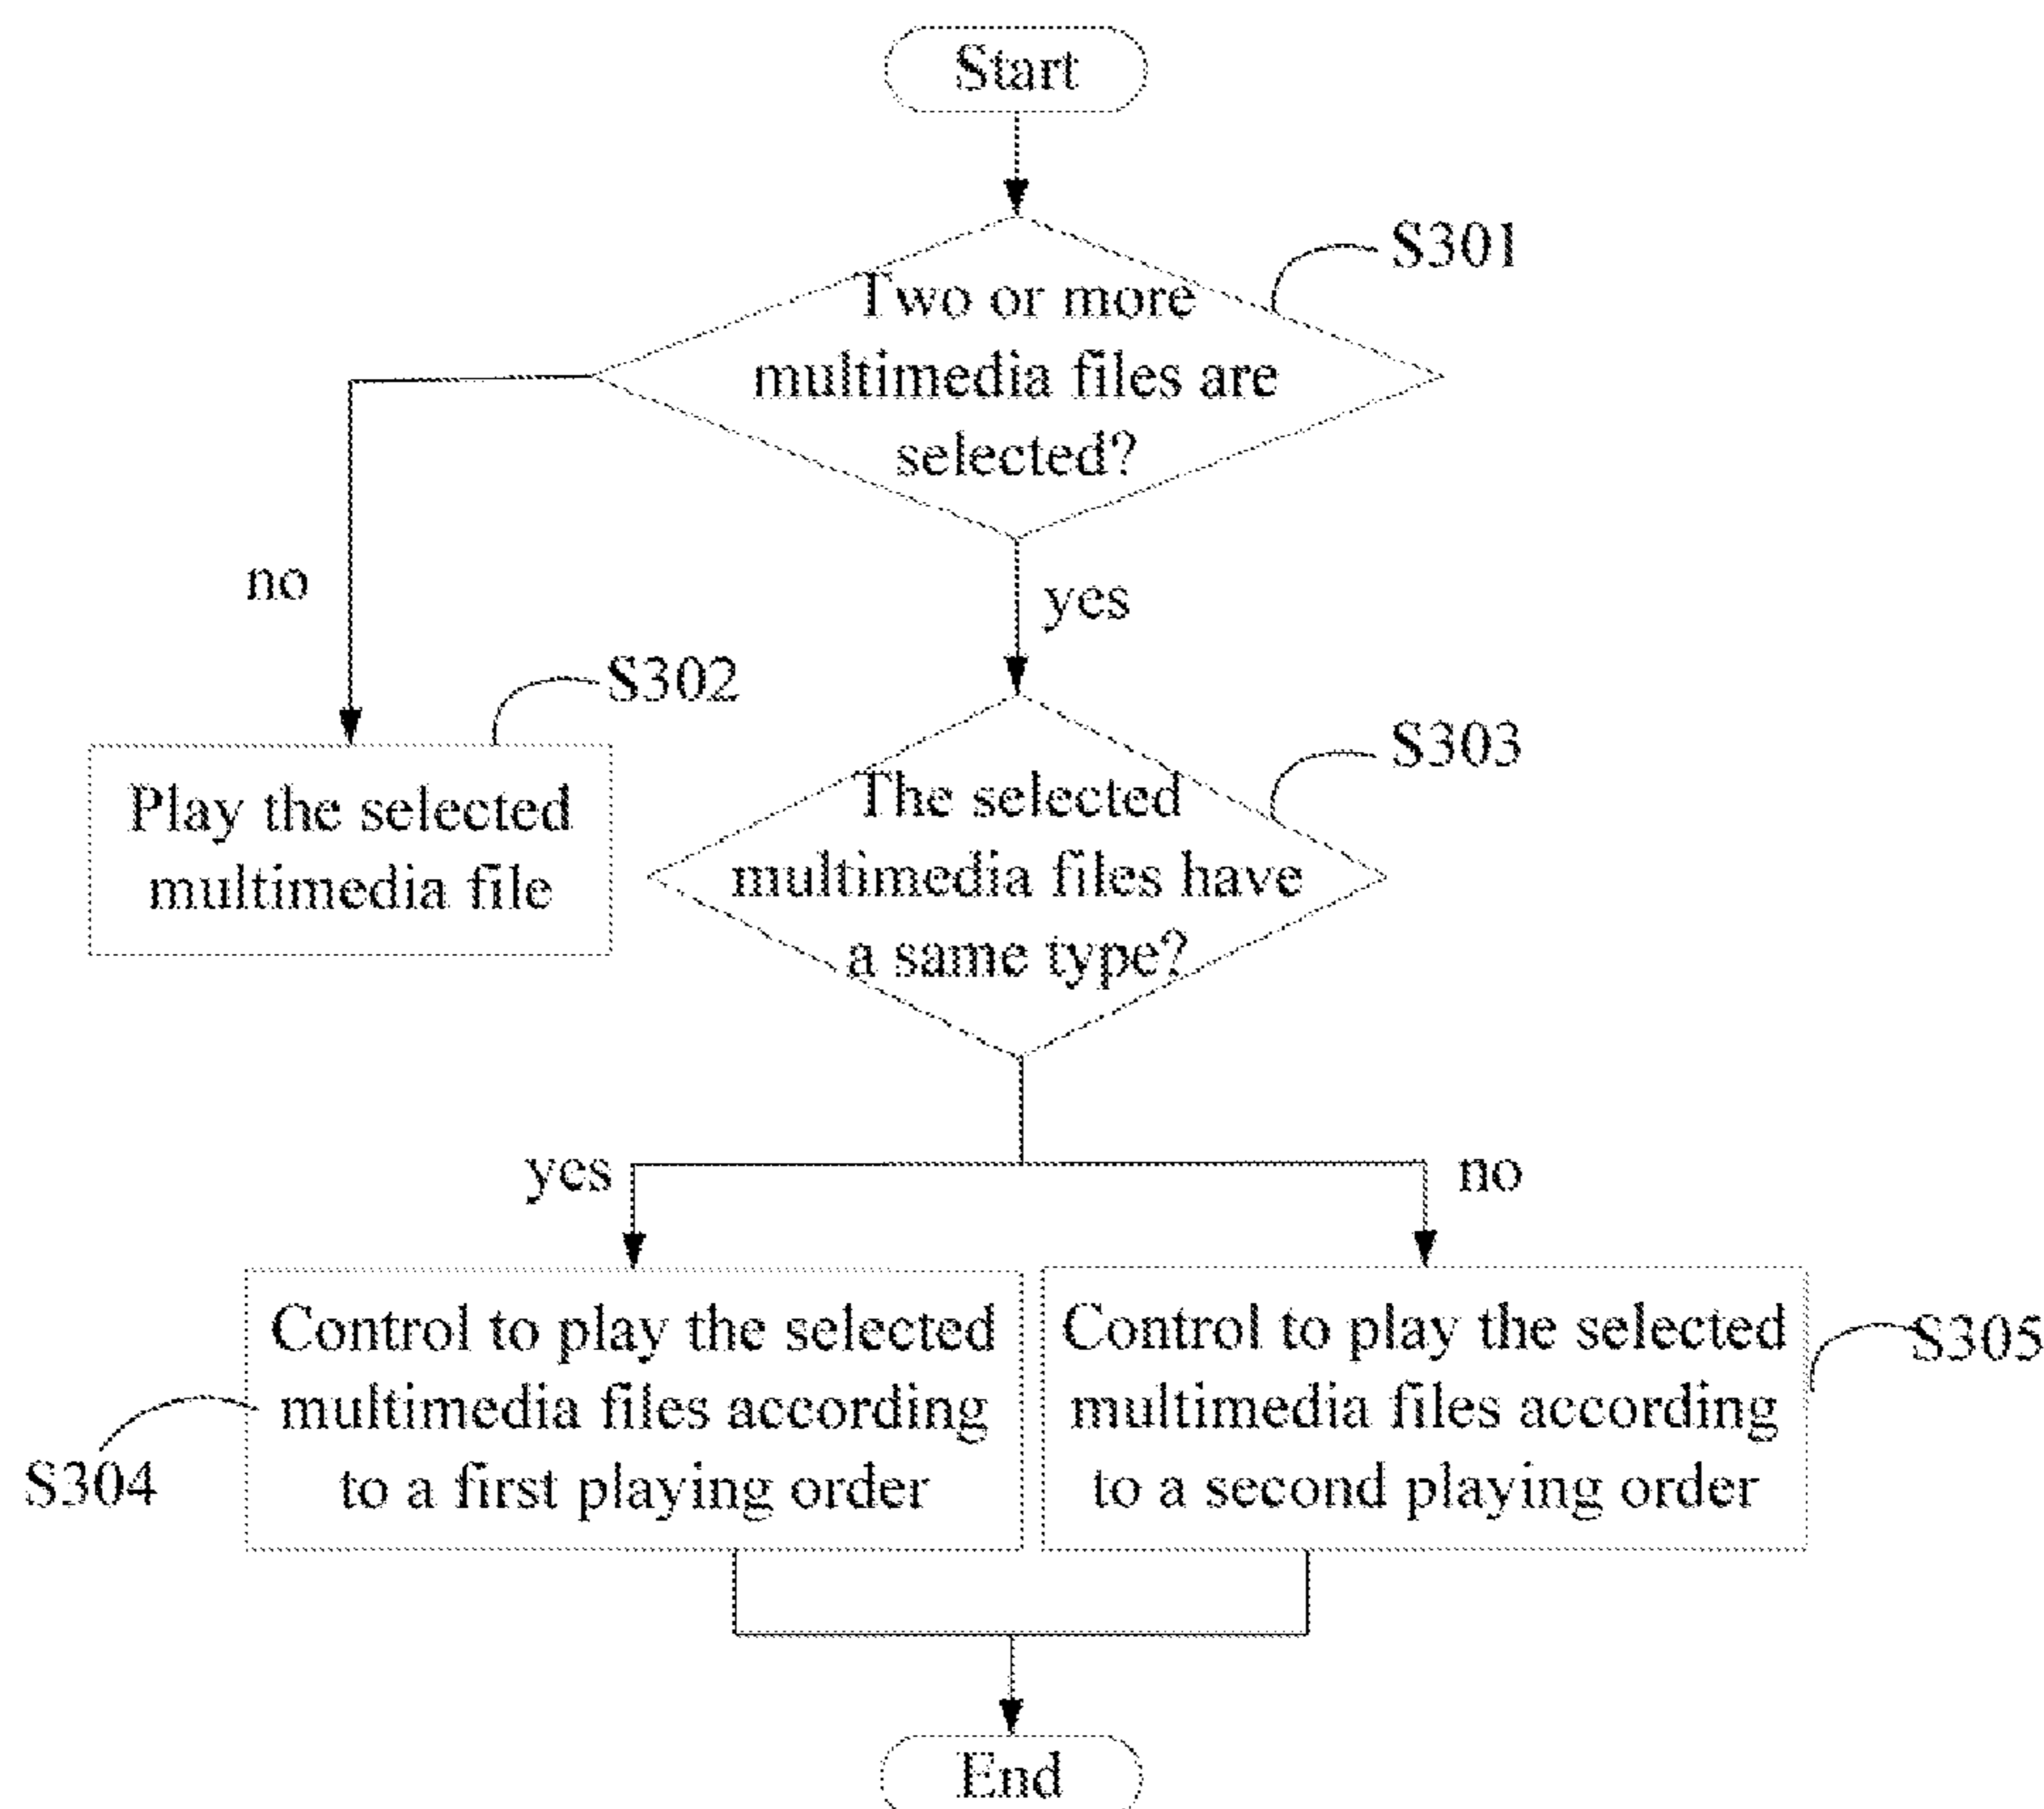 Start
S301
Two or more
multimedia files are
selected?
no
yes
S302
Play the selected
multimedia file
S303
The selected
multimedia files have
a same type?
yes
no
Control to play the selected
multimedia files according
to a first playing order
S304
Control to play the selected
multimedia files according
to a second playing order
S305
End